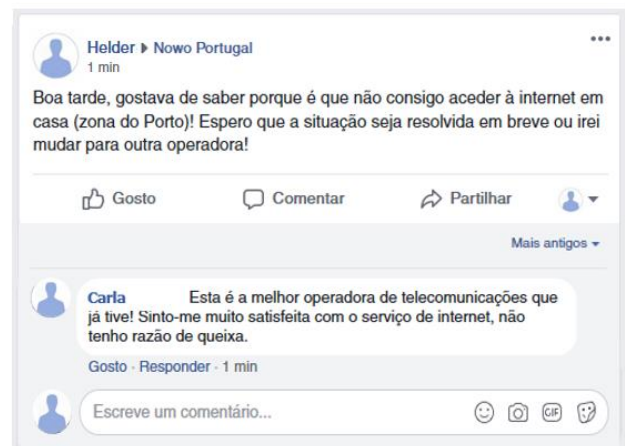 Helder ▸ Nowo Portugal
1 min
Boa tarde, gostava de saber porque é que não consigo aceder à internet em
casa (zona do Porto)! Espero que a situação seja resolvida em breve ou irei
mudar para outra operadora!
Gosto Comentar Partilhar
Mais antigos
Carla Esta é a melhor operadora de telecomunicações que
já tive! Sinto-me muito satisfeita com o serviço de internet, não
tenho razão de queixa.
Gosto · Responder · 1 min
Escreve um comentário... GIF